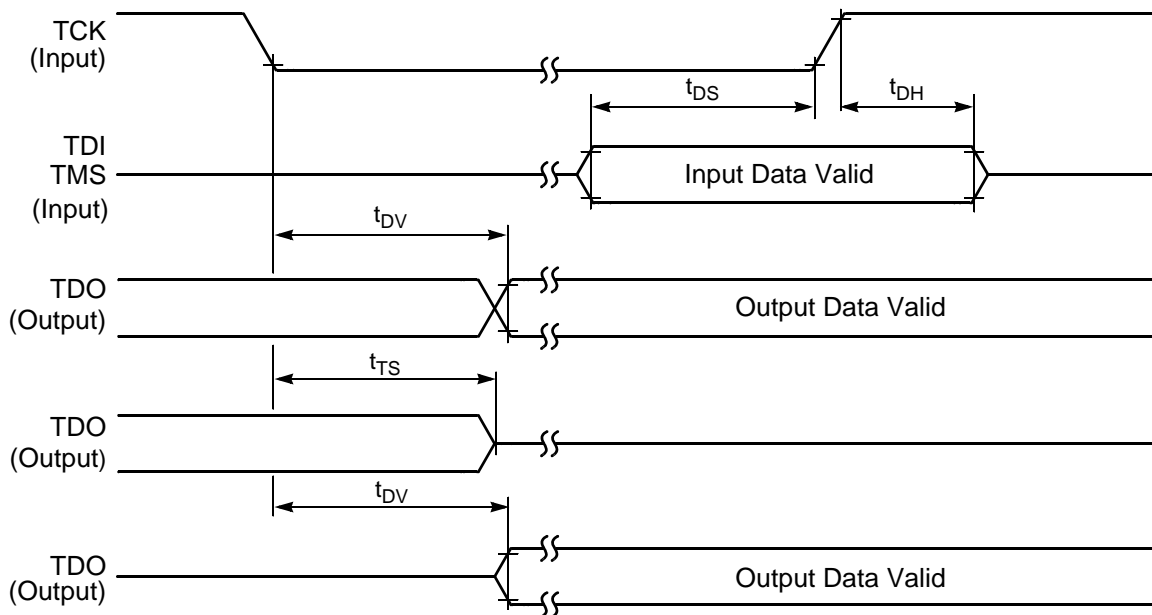 TCK
(Input)
tDS
tDH
TDI
TMS
(Input)
Input Data Valid
tDV
TDO
(Output)
Output Data Valid
tTS
TDO
(Output)
tDV
TDO
(Output)
Output Data Valid